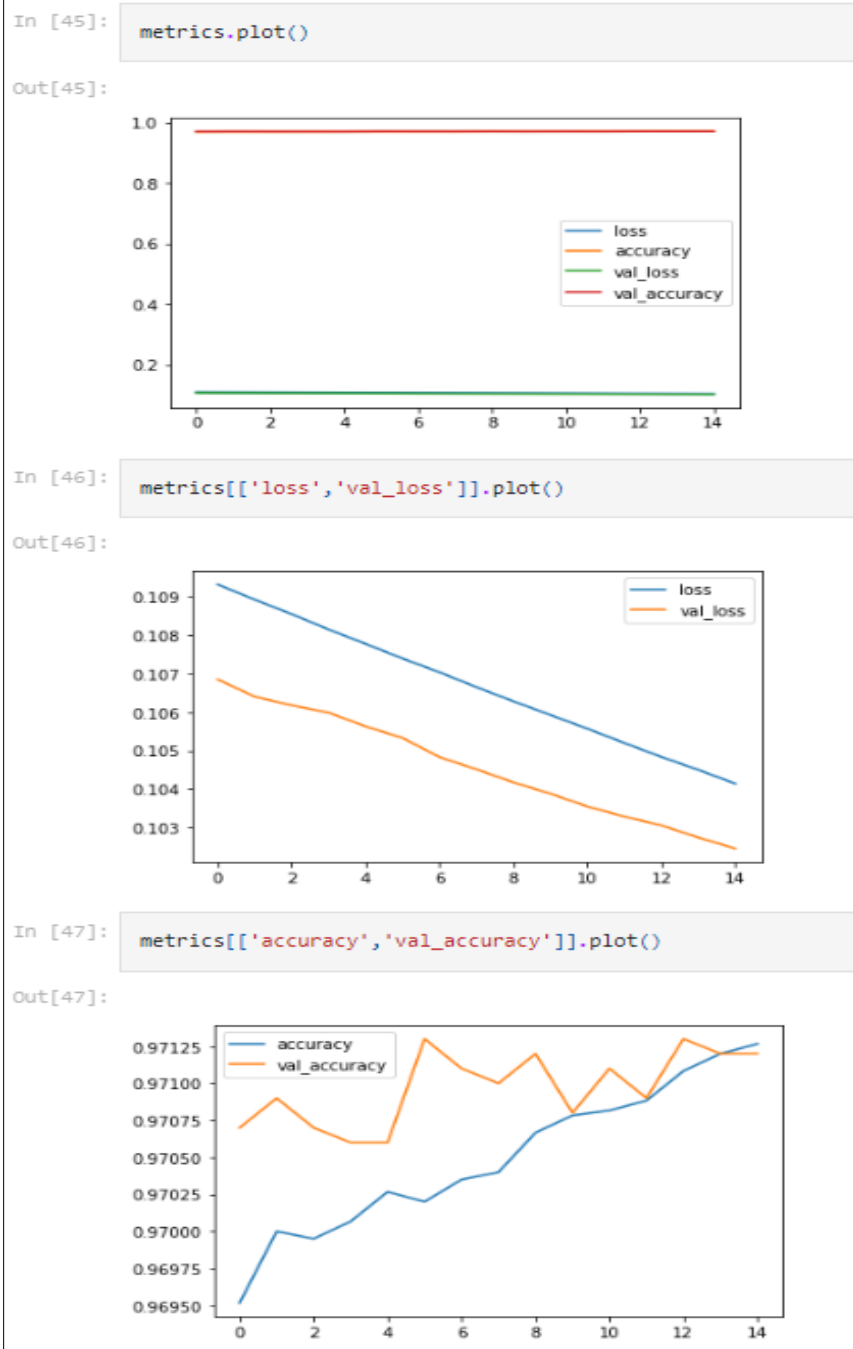 In [45]:
metrics.plot()
Out[45]:
1.0
0.8
0.6
0.4
0.2
loss
accuracy
val_loss
val_accuracy
0 2 4 6 8 10 12 14
In [46]:
metrics[['loss','val_loss']].plot()
Out[46]:
0.109
0.108
0.107
0.106
0.105
0.104
0.103
loss
val_loss
0 2 4 6 8 10 12 14
In [47]:
metrics[['accuracy','val_accuracy']].plot()
Out[47]:
0.97125
0.97100
0.97075
0.97050
0.97025
0.97000
0.96975
0.96950
accuracy
val_accuracy
0 2 4 6 8 10 12 14